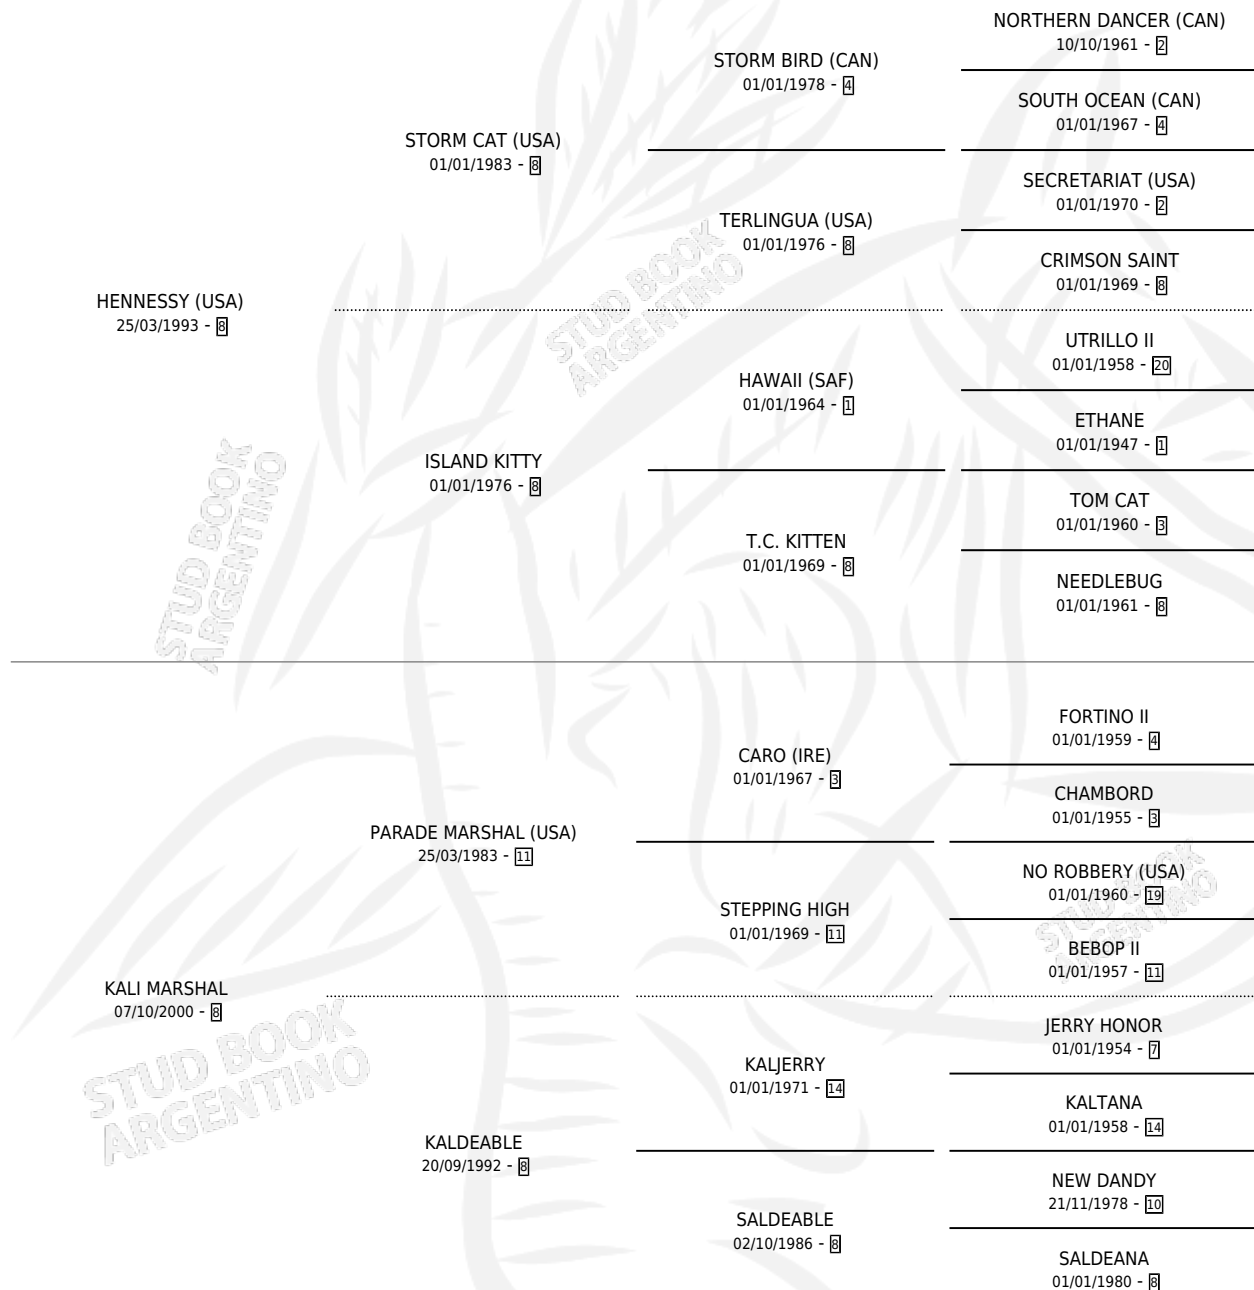 NORTHERN DANCER (CAN)
10/10/1961 - 2
STORM BIRD (CAN)
01/01/1978 - 4
SOUTH OCEAN (CAN)
01/01/1967 - 4
STORM CAT (USA)
01/01/1983 - 8
SECRETARIAT (USA)
01/01/1970 - 2
TERLINGUA (USA)
01/01/1976 - 8
CRIMSON SAINT
01/01/1969 - 8
HENNESSY (USA)
25/03/1993 - 8
UTRILLO II
01/01/1958 - 20
HAWAII (SAF)
01/01/1964 - 1
ETHANE
01/01/1947 - 1
ISLAND KITTY
01/01/1976 - 8
TOM CAT
01/01/1960 - 3
T.C. KITTEN
01/01/1969 - 8
NEEDLEBUG
01/01/1961 - 8
FORTINO II
01/01/1959 - 4
CARO (IRE)
01/01/1967 - 3
CHAMBORD
01/01/1955 - 3
PARADE MARSHAL (USA)
25/03/1983 - 11
NO ROBBERY (USA)
01/01/1960 - 19
STEPPING HIGH
01/01/1969 - 11
BEBOP II
01/01/1957 - 11
KALI MARSHAL
07/10/2000 - 8
JERRY HONOR
01/01/1954 - 7
KALJERRY
01/01/1971 - 14
KALTANA
01/01/1958 - 14
KALDEABLE
20/09/1992 - 8
NEW DANDY
21/11/1978 - 10
SALDEABLE
02/10/1986 - 8
SALDEANA
01/01/1980 - 8
STUD BOOK
ARGENTINO
STUD BOOK
ARGENTINO
STUD BOOK
ARGENTINO
STUD BOOK
ARGENTINO